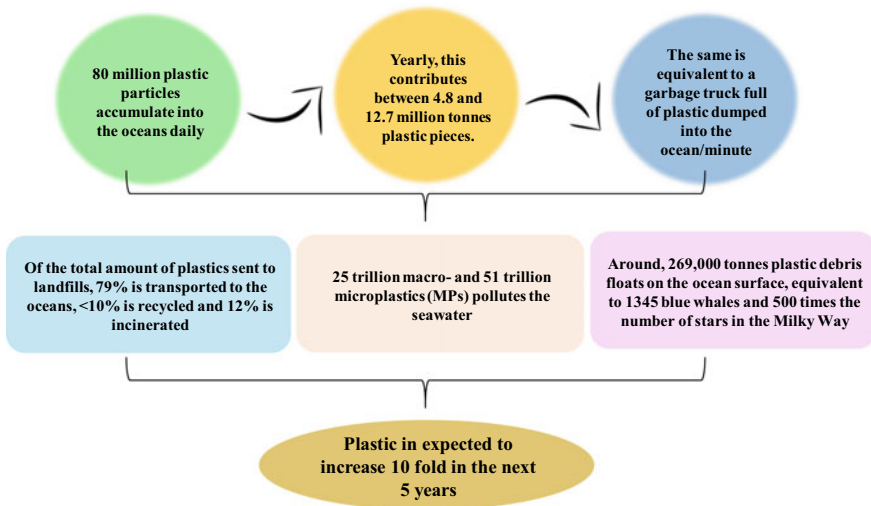 80 million plastic
particles
accumulate into
the oceans daily
Yearly, this
contributes
between 4.8 and
12.7 million tonnes
plastic pieces.
The same is
equivalent to a
garbage truck full
of plastic dumped
into the
ocean/minute
Of the total amount of plastics sent to
landfills, 79% is transported to the
oceans, <10% is recycled and 12% is
incinerated
25 trillion macro- and 51 trillion
microplastics (MPs) pollutes the
seawater
Around, 269,000 tonnes plastic debris
floats on the ocean surface, equivalent
to 1345 blue whales and 500 times the
number of stars in the Milky Way
Plastic in expected to
increase 10 fold in the next
5 years